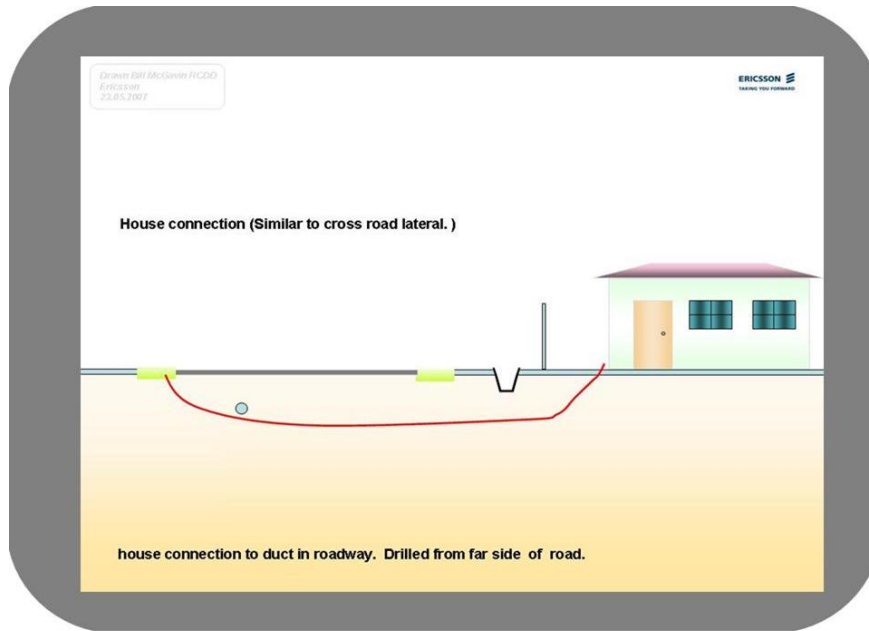 Drawn Bill McGavin RCDD
Ericsson
23.05.2007
ERICSSON
TAKING YOU FORWARD
House connection (Similar to cross road lateral. )
house connection to duct in roadway. Drilled from far side of road.